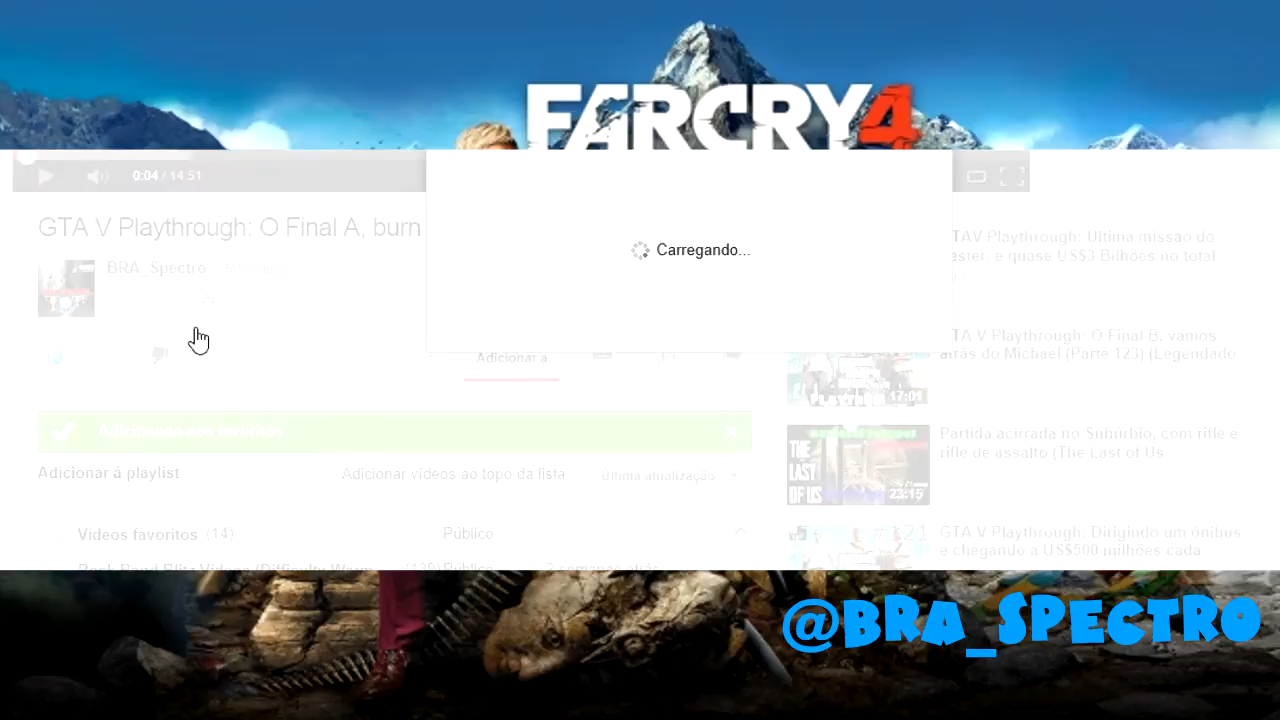 FARCRY4
0:04 / 14:51
GTA V Playthrough: O Final A, burn
BRA_Spectro
Carregando...
Adicionar a
Adicionado aos favoritos
Adicionar à playlist
Adicionar vídeos ao topo da lista
Última atualização
Vídeos favoritos (14)
Público
TAV Playthrough: Última missão do
e quase US$3 Bilhões no total
TA V Playthrough: O Final B, vamos
atrás do Michael (Parte 123) (Legendado
17:01
THE
LAST
OF US
23:15
Partida acirrada no Subúrbio, com rifle e
rifle de assalto (The Last of Us
#121
GTA V Playthrough: Dirigindo um ônibus
e chegando a US$500 milhões cada
@BRA_SPECTRO